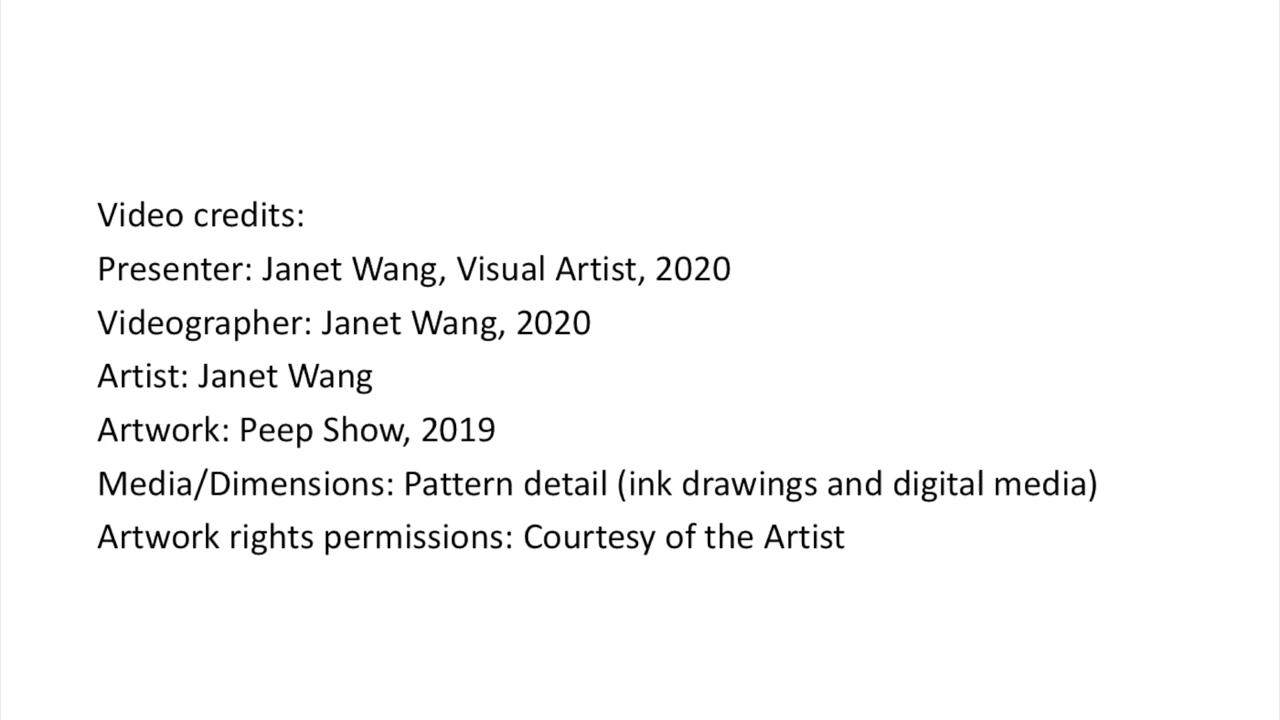 Video credits:
Presenter: Janet Wang, Visual Artist, 2020
Videographer: Janet Wang, 2020
Artist: Janet Wang
Artwork: Peep Show, 2019
Media/Dimensions: Pattern detail (ink drawings and digital media)
Artwork rights permissions: Courtesy of the Artist